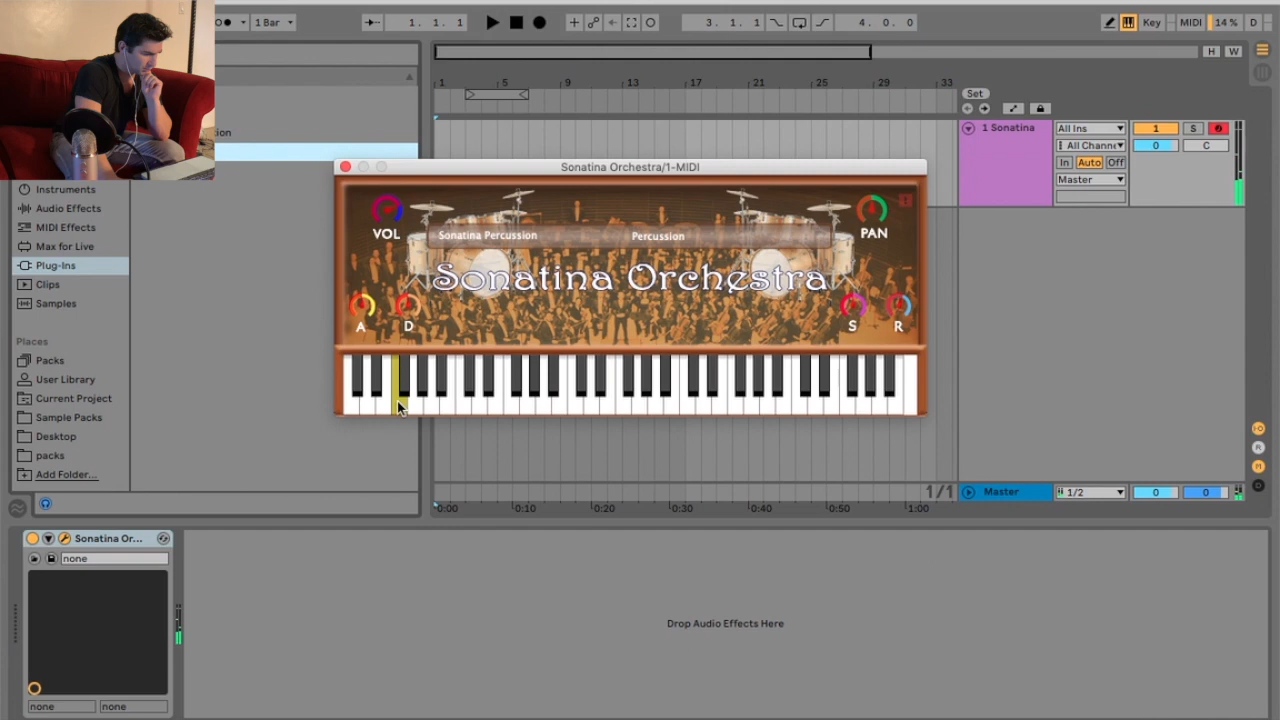 1 Bar
1. 1. 1
3. 1. 1
4. 0. 0
Key
MIDI
14 %
D
H
W
1
5
9
13
17
21
25
29
33
Set
tion
1 Sonatina
All Ins
1
S
All Channe
0
C
In
Auto
Off
Master
Sonatina Orchestra/1-MIDI
VOL
Sonatina Percussion
Percussion
PAN
Sonatina Orchestra
A
D
S
R
Instruments
Audio Effects
MIDI Effects
Max for Live
Plug-Ins
Clips
Samples
Places
Packs
User Library
Current Project
Sample Packs
Desktop
packs
Add Folder...
1/1
Master
1/2
0
0
0:00
0:10
0:20
0:30
0:40
0:50
1:00
I-O
R
M
D
Sonatina Or...
none
none
none
Drop Audio Effects Here